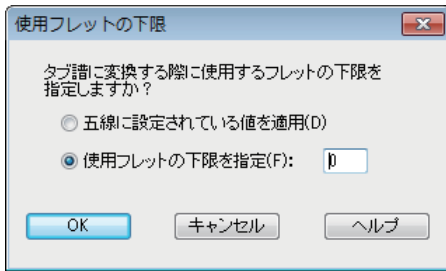 使用フレットの下限
タブ譜に変換する際に使用するフレットの下限を
指定しますか？
五線に設定されている値を適用(D)
使用フレットの下限を指定(F): 0
OK キャンセル ヘルプ